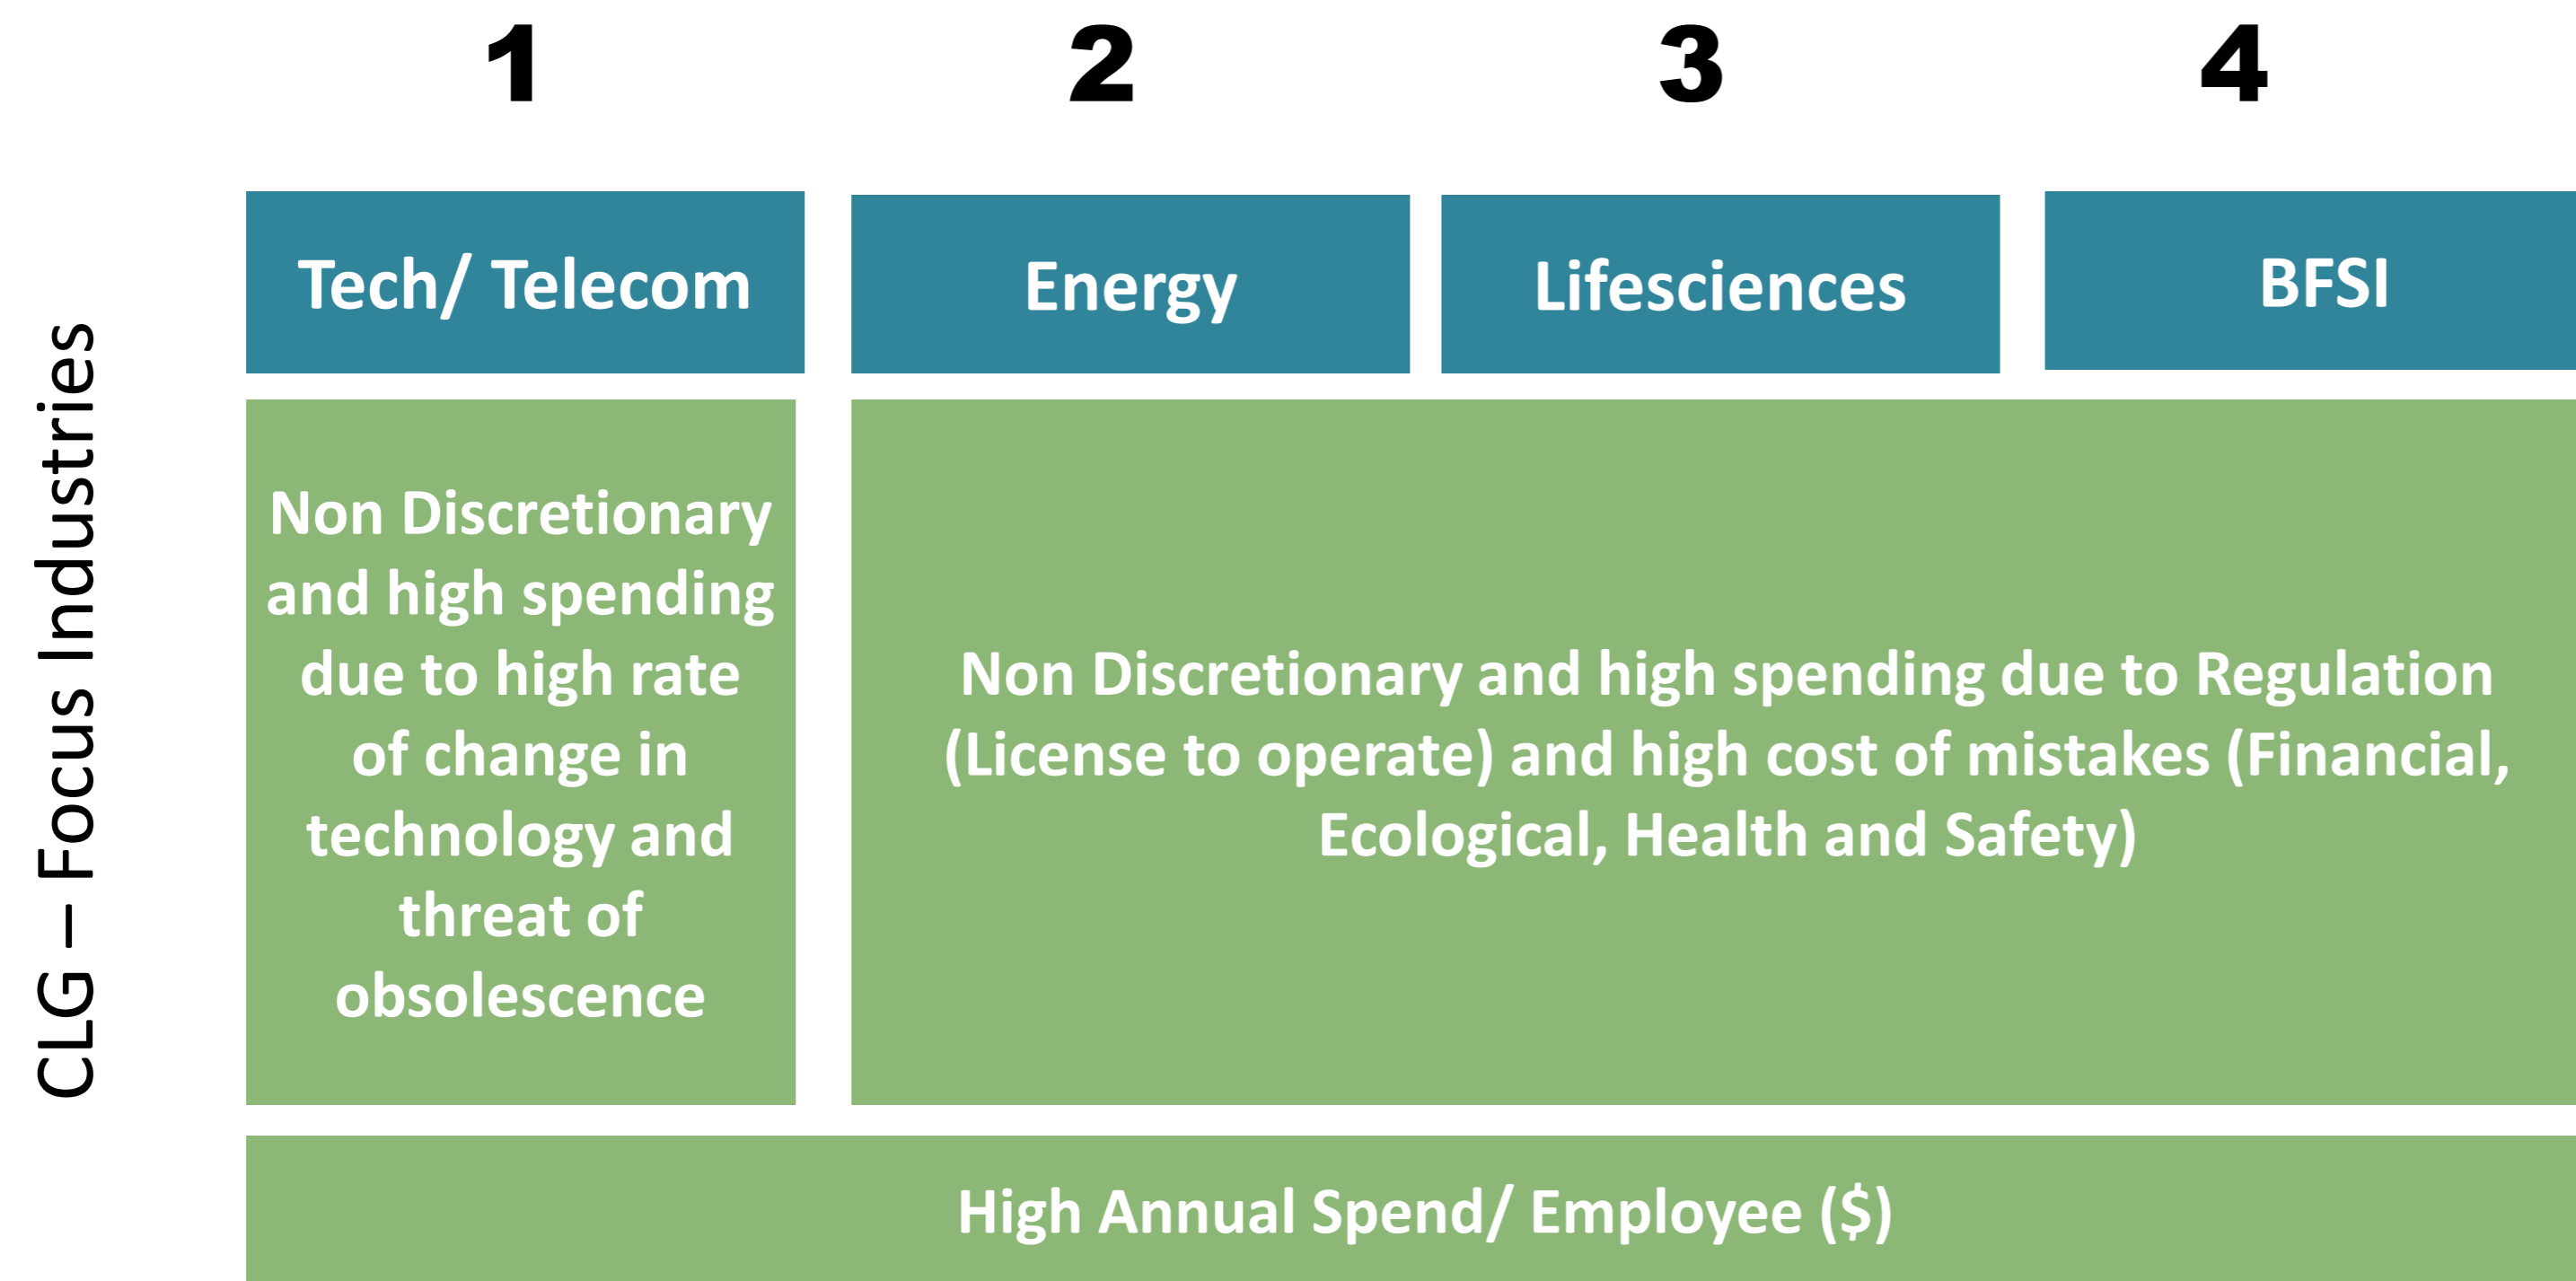 1
2
3
4
CLG – Focus Industries
Tech/ Telecom
Energy
Lifesciences
BFSI
Non Discretionary
and high spending
due to high rate
of change in
technology and
threat of
obsolescence
Non Discretionary and high spending due to Regulation
(License to operate) and high cost of mistakes (Financial,
Ecological, Health and Safety)
High Annual Spend/ Employee ($)